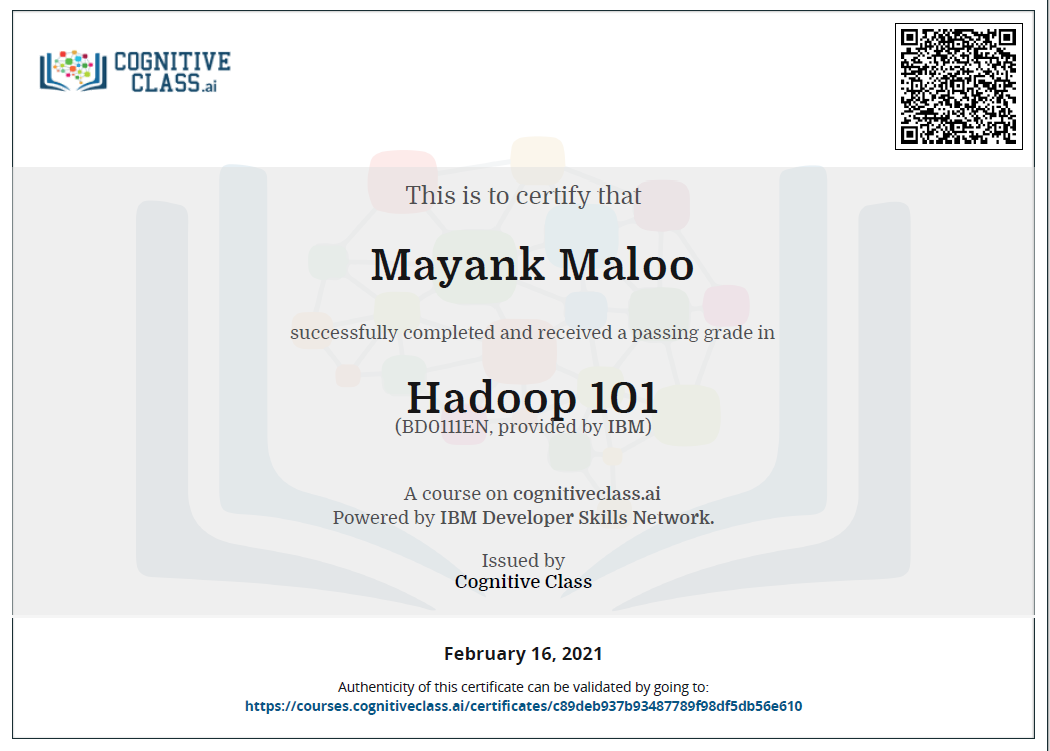 COGNITIVE
CLASS.ai
This is to certify that
Mayank Maloo
successfully completed and received a passing grade in
Hadoop 101
(BD0111EN, provided by IBM)
A course on cognitiveclass.ai
Powered by IBM Developer Skills Network.
Issued by
Cognitive Class
February 16, 2021
Authenticity of this certificate can be validated by going to:
https://courses.cognitiveclass.ai/certificates/c89deb937b93487789f98df5db56e610